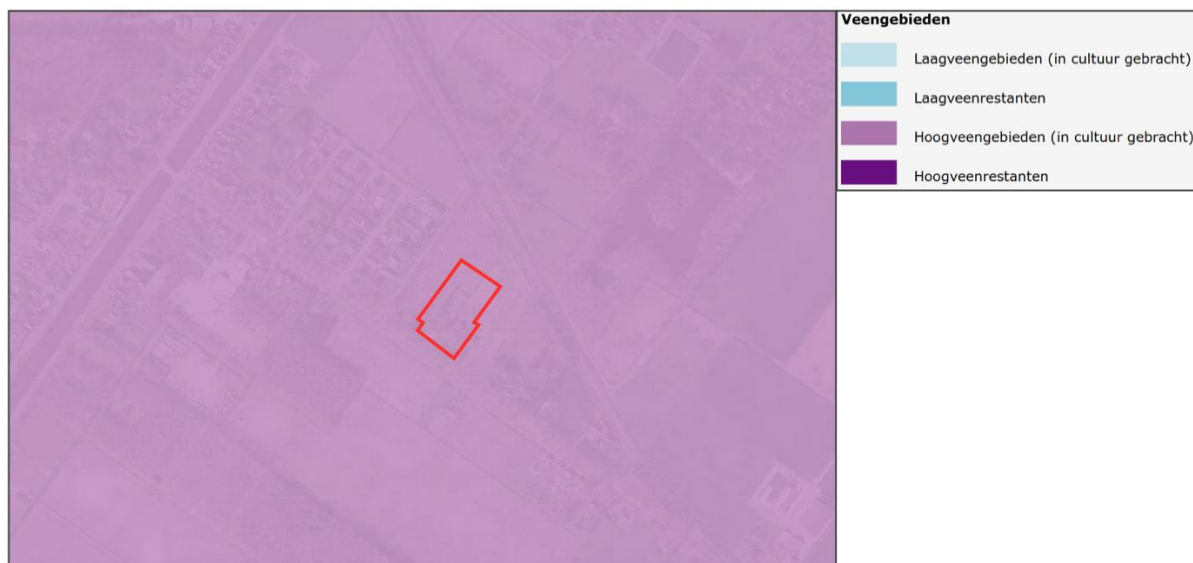 Veengebieden
Laagveengebieden (in cultuur gebracht)
Laagveenrestanten
Hoogveengebieden (in cultuur gebracht)
Hoogveenrestanten